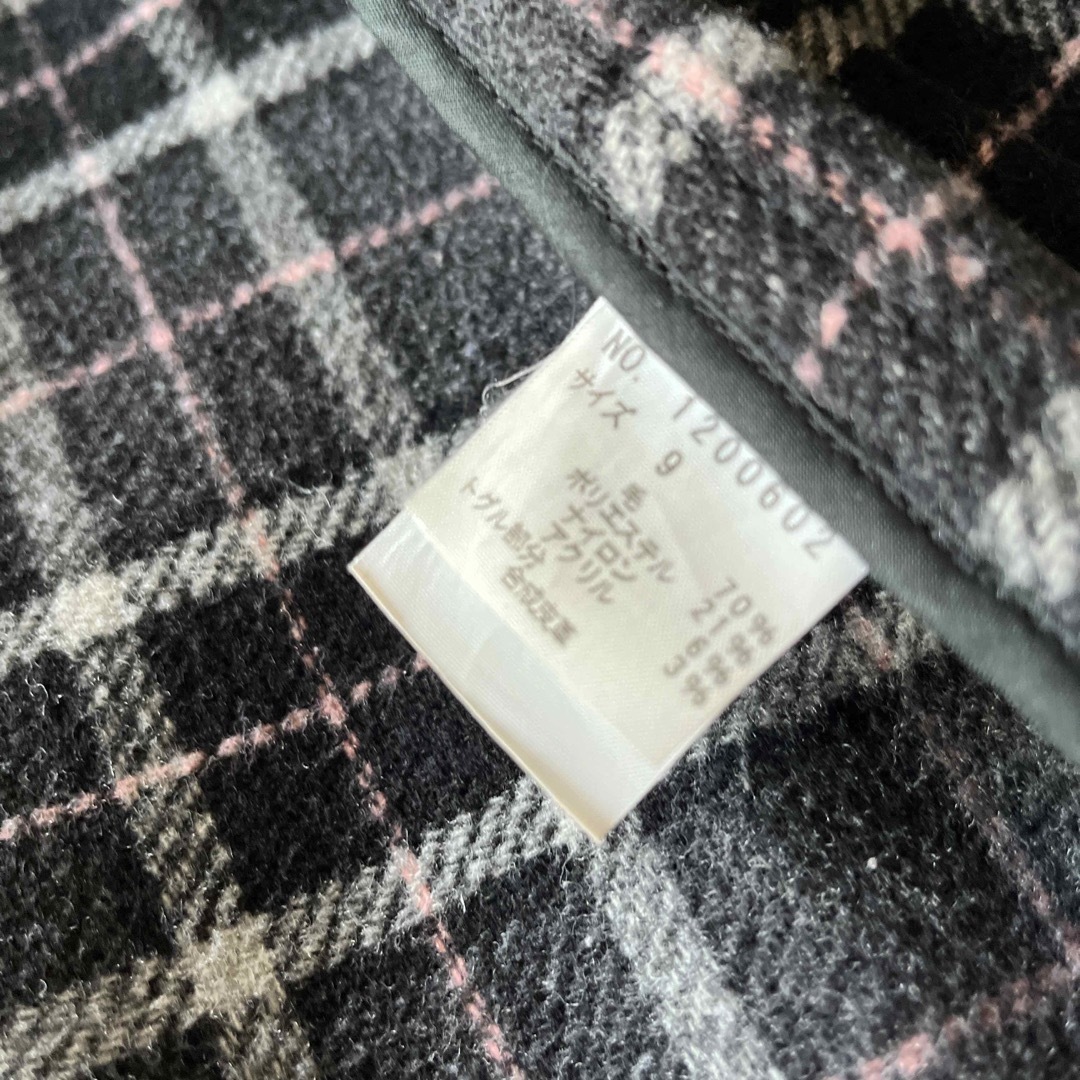 NO. 1200602
サイズ 9
毛 70%
ポリエステル 21%
ナイロン 6%
アクリル 3%
トグル部分 合成皮革